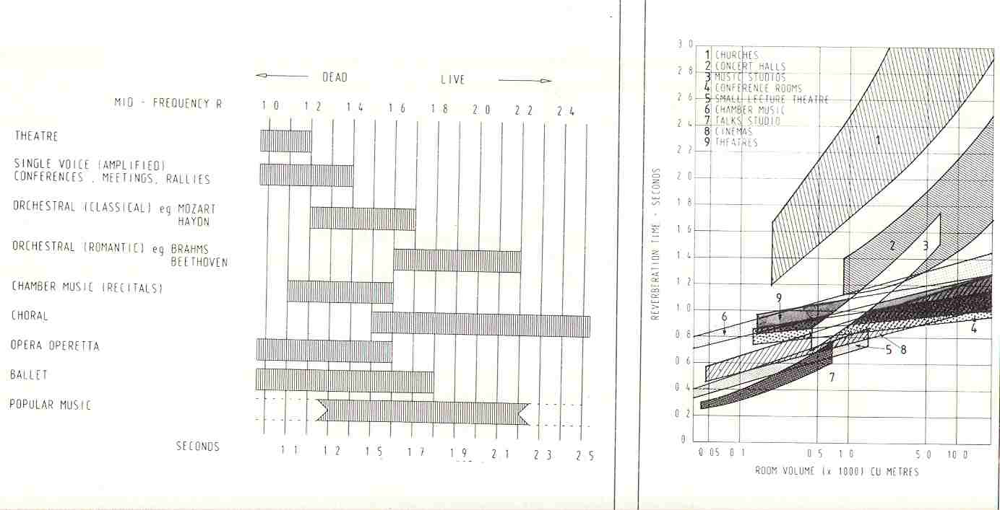 DEAD LIVE
MID - FREQUENCY R 1 0 1 2 1 4 1 6 1 8 2 0 2 2 2 4
THEATRE
SINGLE VOICE (AMPLIFIED)
CONFERENCES , MEETINGS, RALLIES
ORCHESTRAL (CLASSICAL) eg MOZART
HAYDN
ORCHESTRAL (ROMANTIC) eg BRAHMS
BEETHOVEN
CHAMBER MUSIC (RECITALS)
CHORAL
OPERA OPERETTA
BALLET
POPULAR MUSIC
SECONDS 1 1 1 2 1 5 1 7 1 9 2 1 2 3 2 5
3 0
2 8
2 6
2 4
2 2
2 0
1 8
1 6
1 4
1 2
1 0
0 8
0 6
0 4
0 2
0
REVERBERATION TIME - SECONDS
1 CHURCHES
2 CONCERT HALLS
3 MUSIC STUDIOS
4 CONFERENCE ROOMS
5 SMALL LECTURE THEATRE
6 CHAMBER MUSIC
7 TALKS STUDIO
8 CINEMAS
9 THEATRES
1
2
3
9
6
4
5
8
7
0 05 0 1 0 5 1 0 5 0 10 0
ROOM VOLUME (x 1000) CU METRES